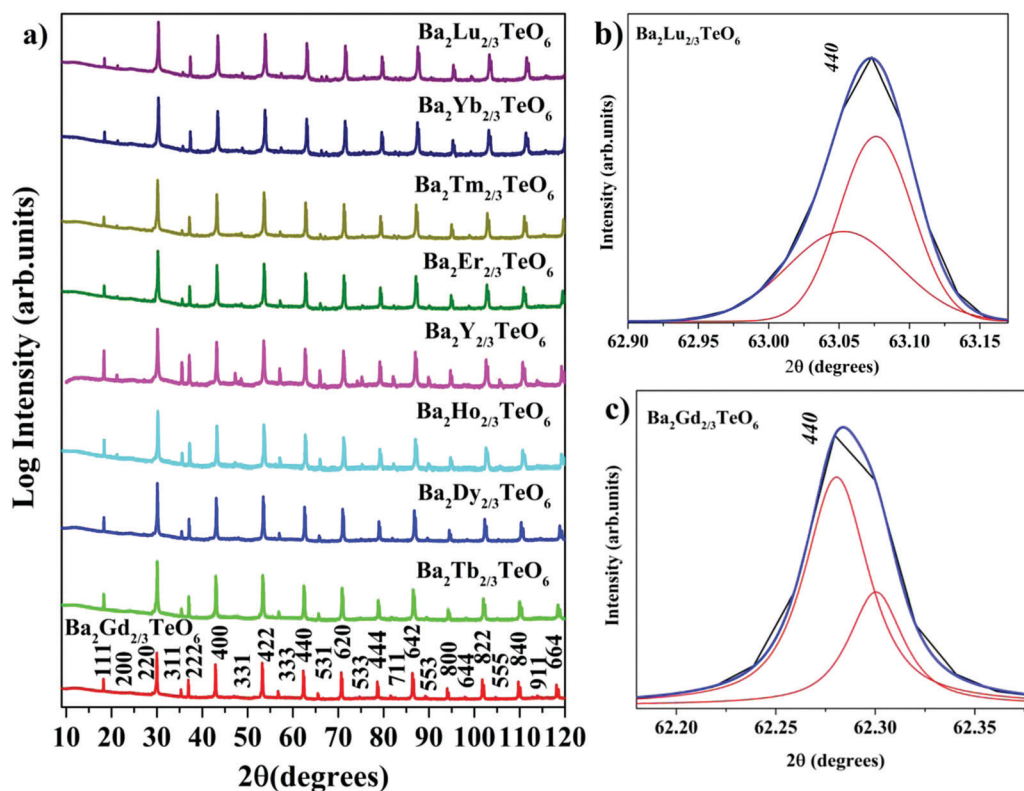 a)
Log Intensity (arb.units)
Ba2Lu2/3TeO6
Ba2Yb2/3TeO6
Ba2Tm2/3TeO6
Ba2Er2/3TeO6
Ba2Y2/3TeO6
Ba2Ho2/3TeO6
Ba2Dy2/3TeO6
Ba2Tb2/3TeO6
Ba2Gd2/3TeO6
111 200 220 311 222 400 331 422 333 440 531 620 533 444 711 642 553 800 644 822 555 840 911 664
10 20 30 40 50 60 70 80 90 100 110 120
2θ(degrees)
b)
Ba2Lu2/3TeO6
440
Intensity (arb.units)
62.90 62.95 63.00 63.05 63.10 63.15
2θ (degrees)
c)
Ba2Gd2/3TeO6
440
Intensity (arb.units)
62.20 62.25 62.30 62.35
2θ (degrees)